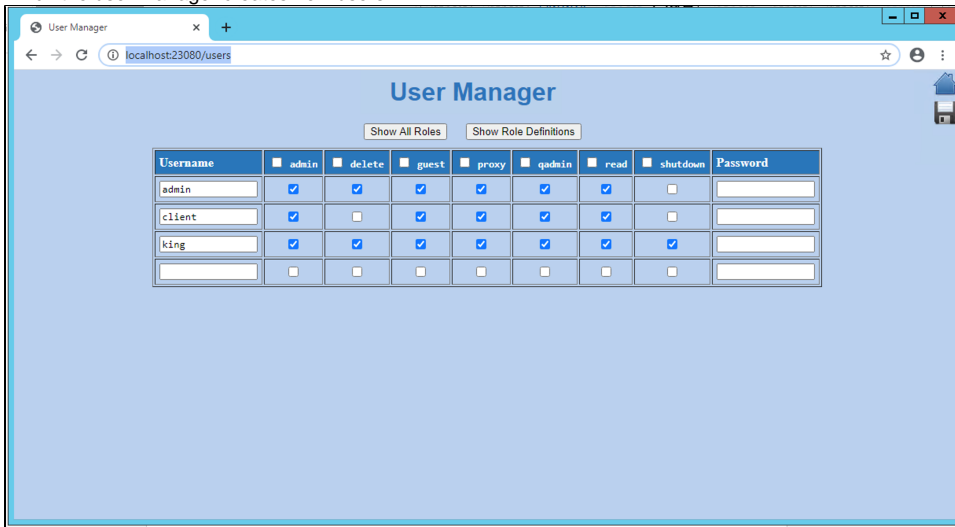 User Manager
localhost:23080/users
User Manager
Show All Roles Show Role Definitions
Username admin delete guest proxy qadmin read shutdown Password
admin
client
king